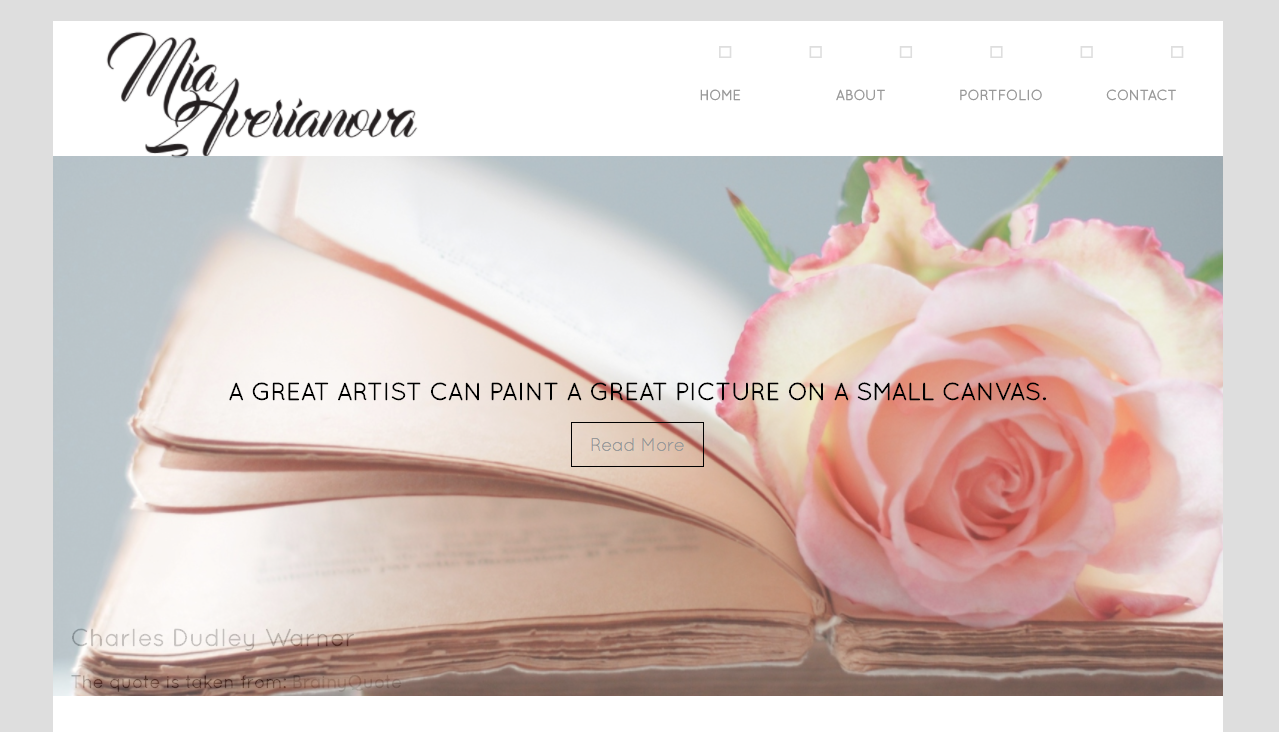 Mia
Averianova
HOME ABOUT PORTFOLIO CONTACT
A GREAT ARTIST CAN PAINT A GREAT PICTURE ON A SMALL CANVAS.
Read More
Charles Dudley Warner
The quote is taken from: BrainyQuote